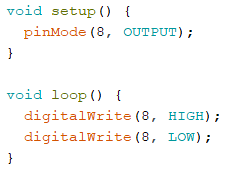 void setup() {
  pinMode(8, OUTPUT);
}

void loop() {
  digitalWrite(8, HIGH);
  digitalWrite(8, LOW);
}